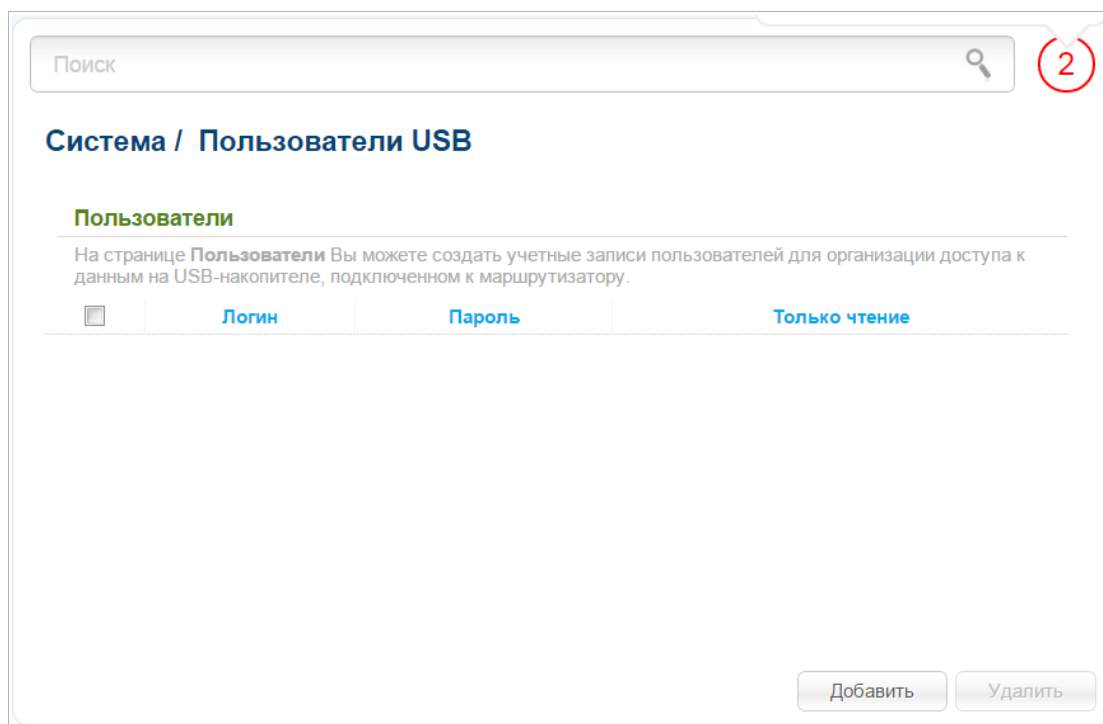 Поиск
2
Система / Пользователи USB
Пользователи
На странице Пользователи Вы можете создать учетные записи пользователей для организации доступа к
данным на USB-накопителе, подключенном к маршрутизатору.
Логин Пароль Только чтение
Добавить Удалить